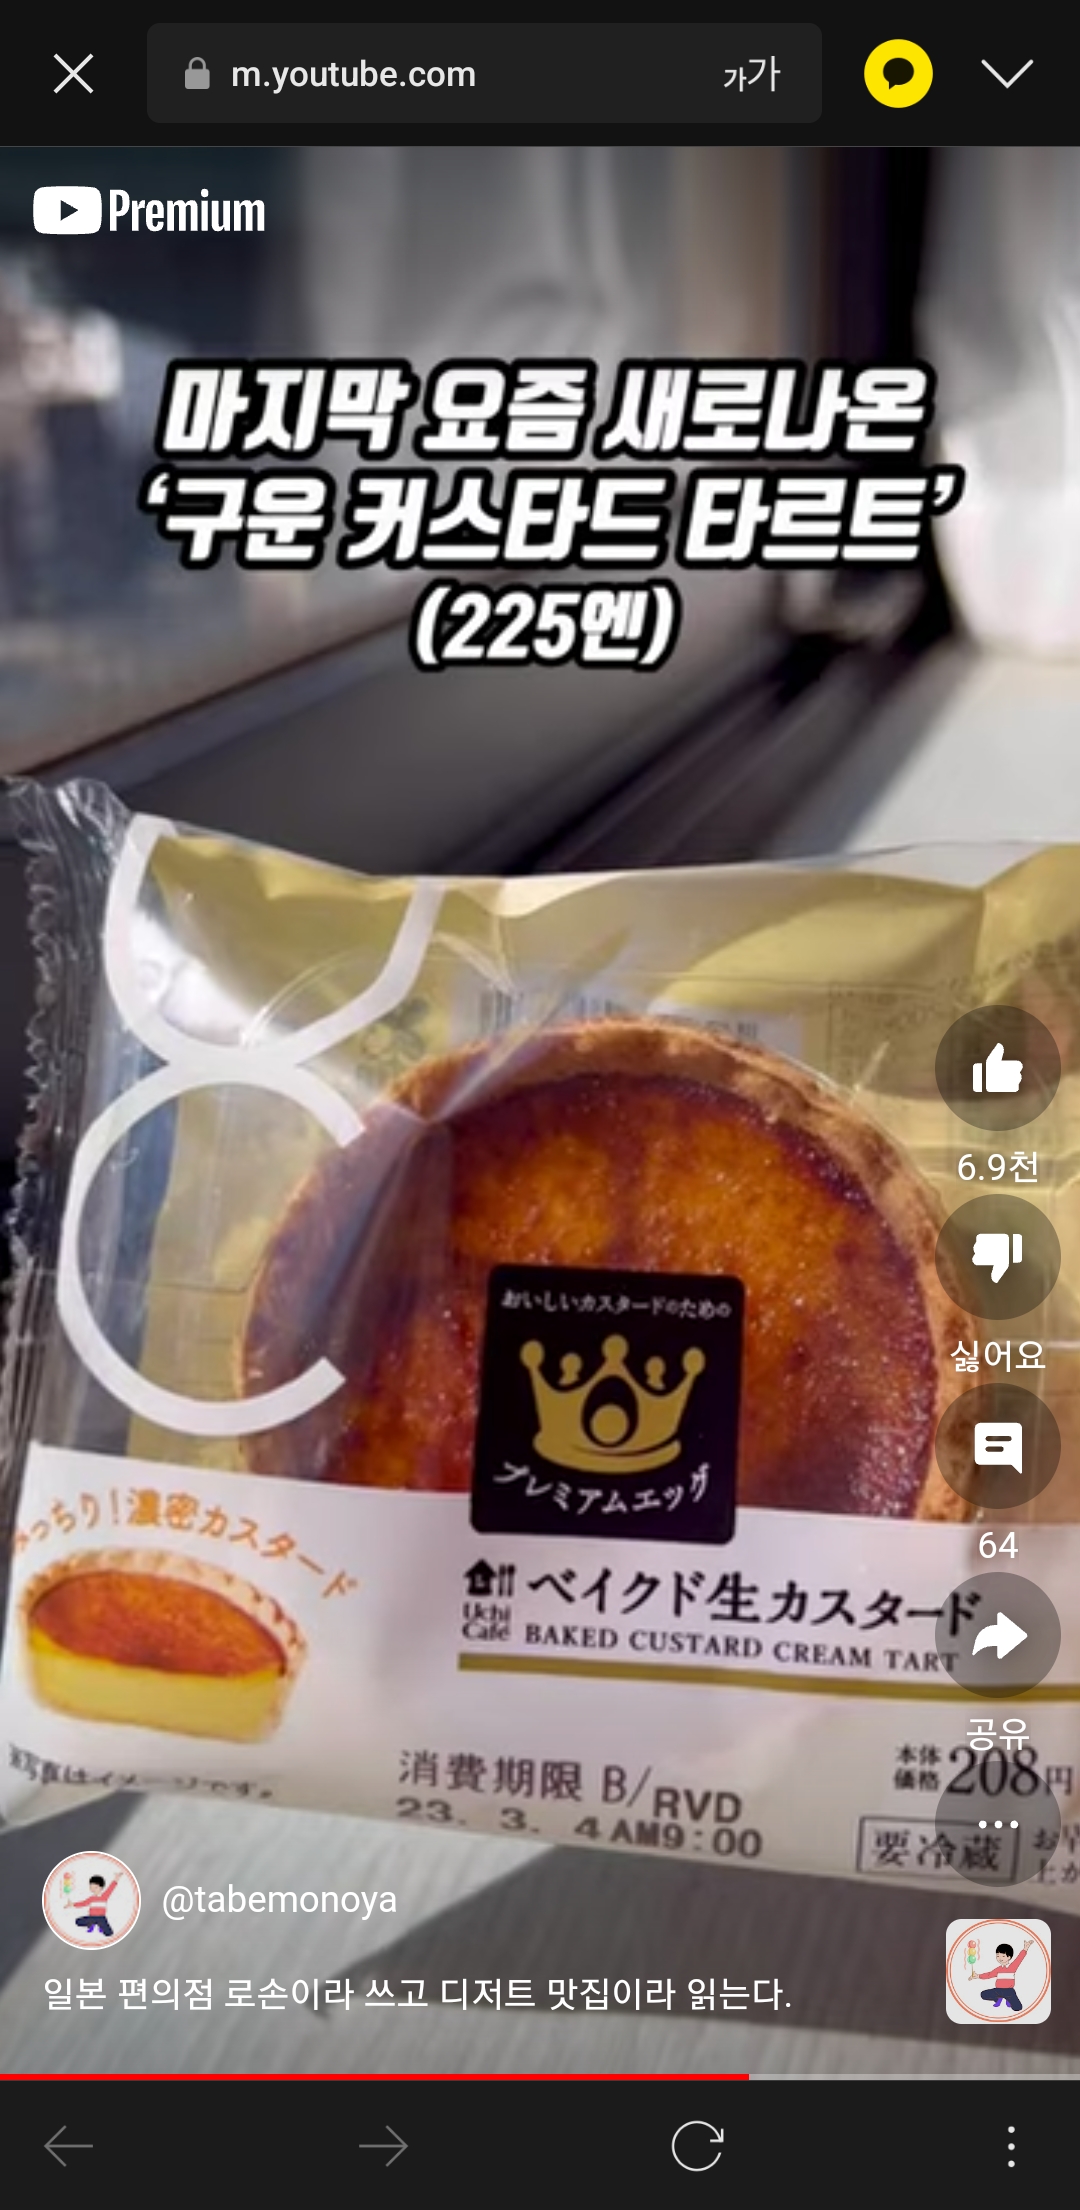 m.youtube.com
가가
Premium
마지막 요즘 새로나온
‘구운 커스타드 타르트’
(225엔)
6.9천
싫어요
64
공유
おいしいカスタードのための
プレミアムエッグ
っちり！濃密カスタード
Uchi
Café
ベイクド生カスタード
BAKED CUSTARD CREAM TART
写真はイメージです。
消費期限 B/RVD
23. 3. 4 AM9:00
本体
価格 208円
要冷蔵
@tabemonoya
일본 편의점 로손이라 쓰고 디저트 맛집이라 읽는다.